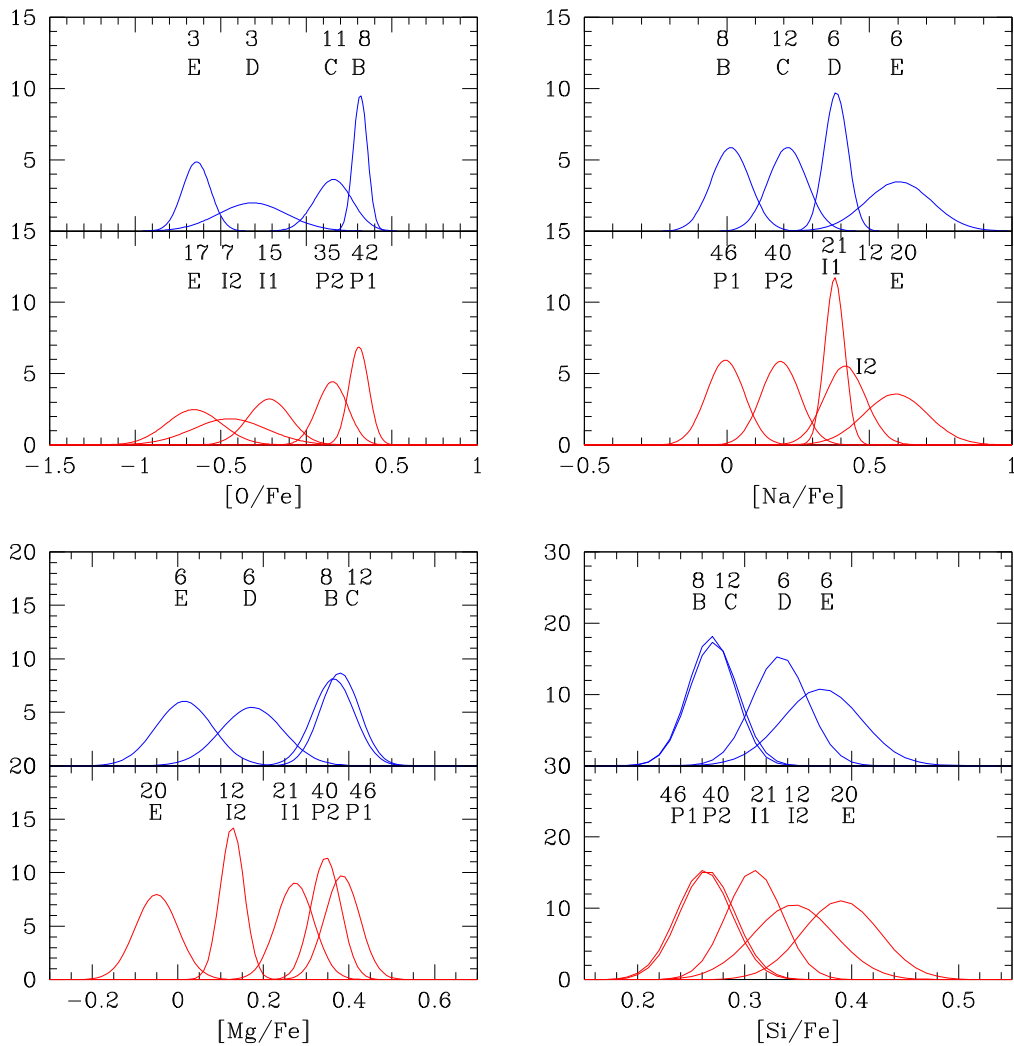 15
3 3 11 8
E D C B
10
5
15
17 7 15 35 42
E I2 I1 P2 P1
10
5
0
-1.5 -1 -0.5 0 0.5 1
[O/Fe]
15
8 12 6 6
B C D E
10
5
15
46 40 21 12 20
P1 P2 I1 E
10
5
I2
0
-0.5 0 0.5 1
[Na/Fe]
20
6 6 8 12
E D B C
15
10
5
20
20 12 21 40 46
E I2 I1 P2 P1
15
10
5
0
-0.2 0 0.2 0.4 0.6
[Mg/Fe]
30
8 12 6 6
B C D E
20
10
30
46 40 21 12 20
P1 P2 I1 I2 E
20
10
0
0.2 0.3 0.4 0.5
[Si/Fe]